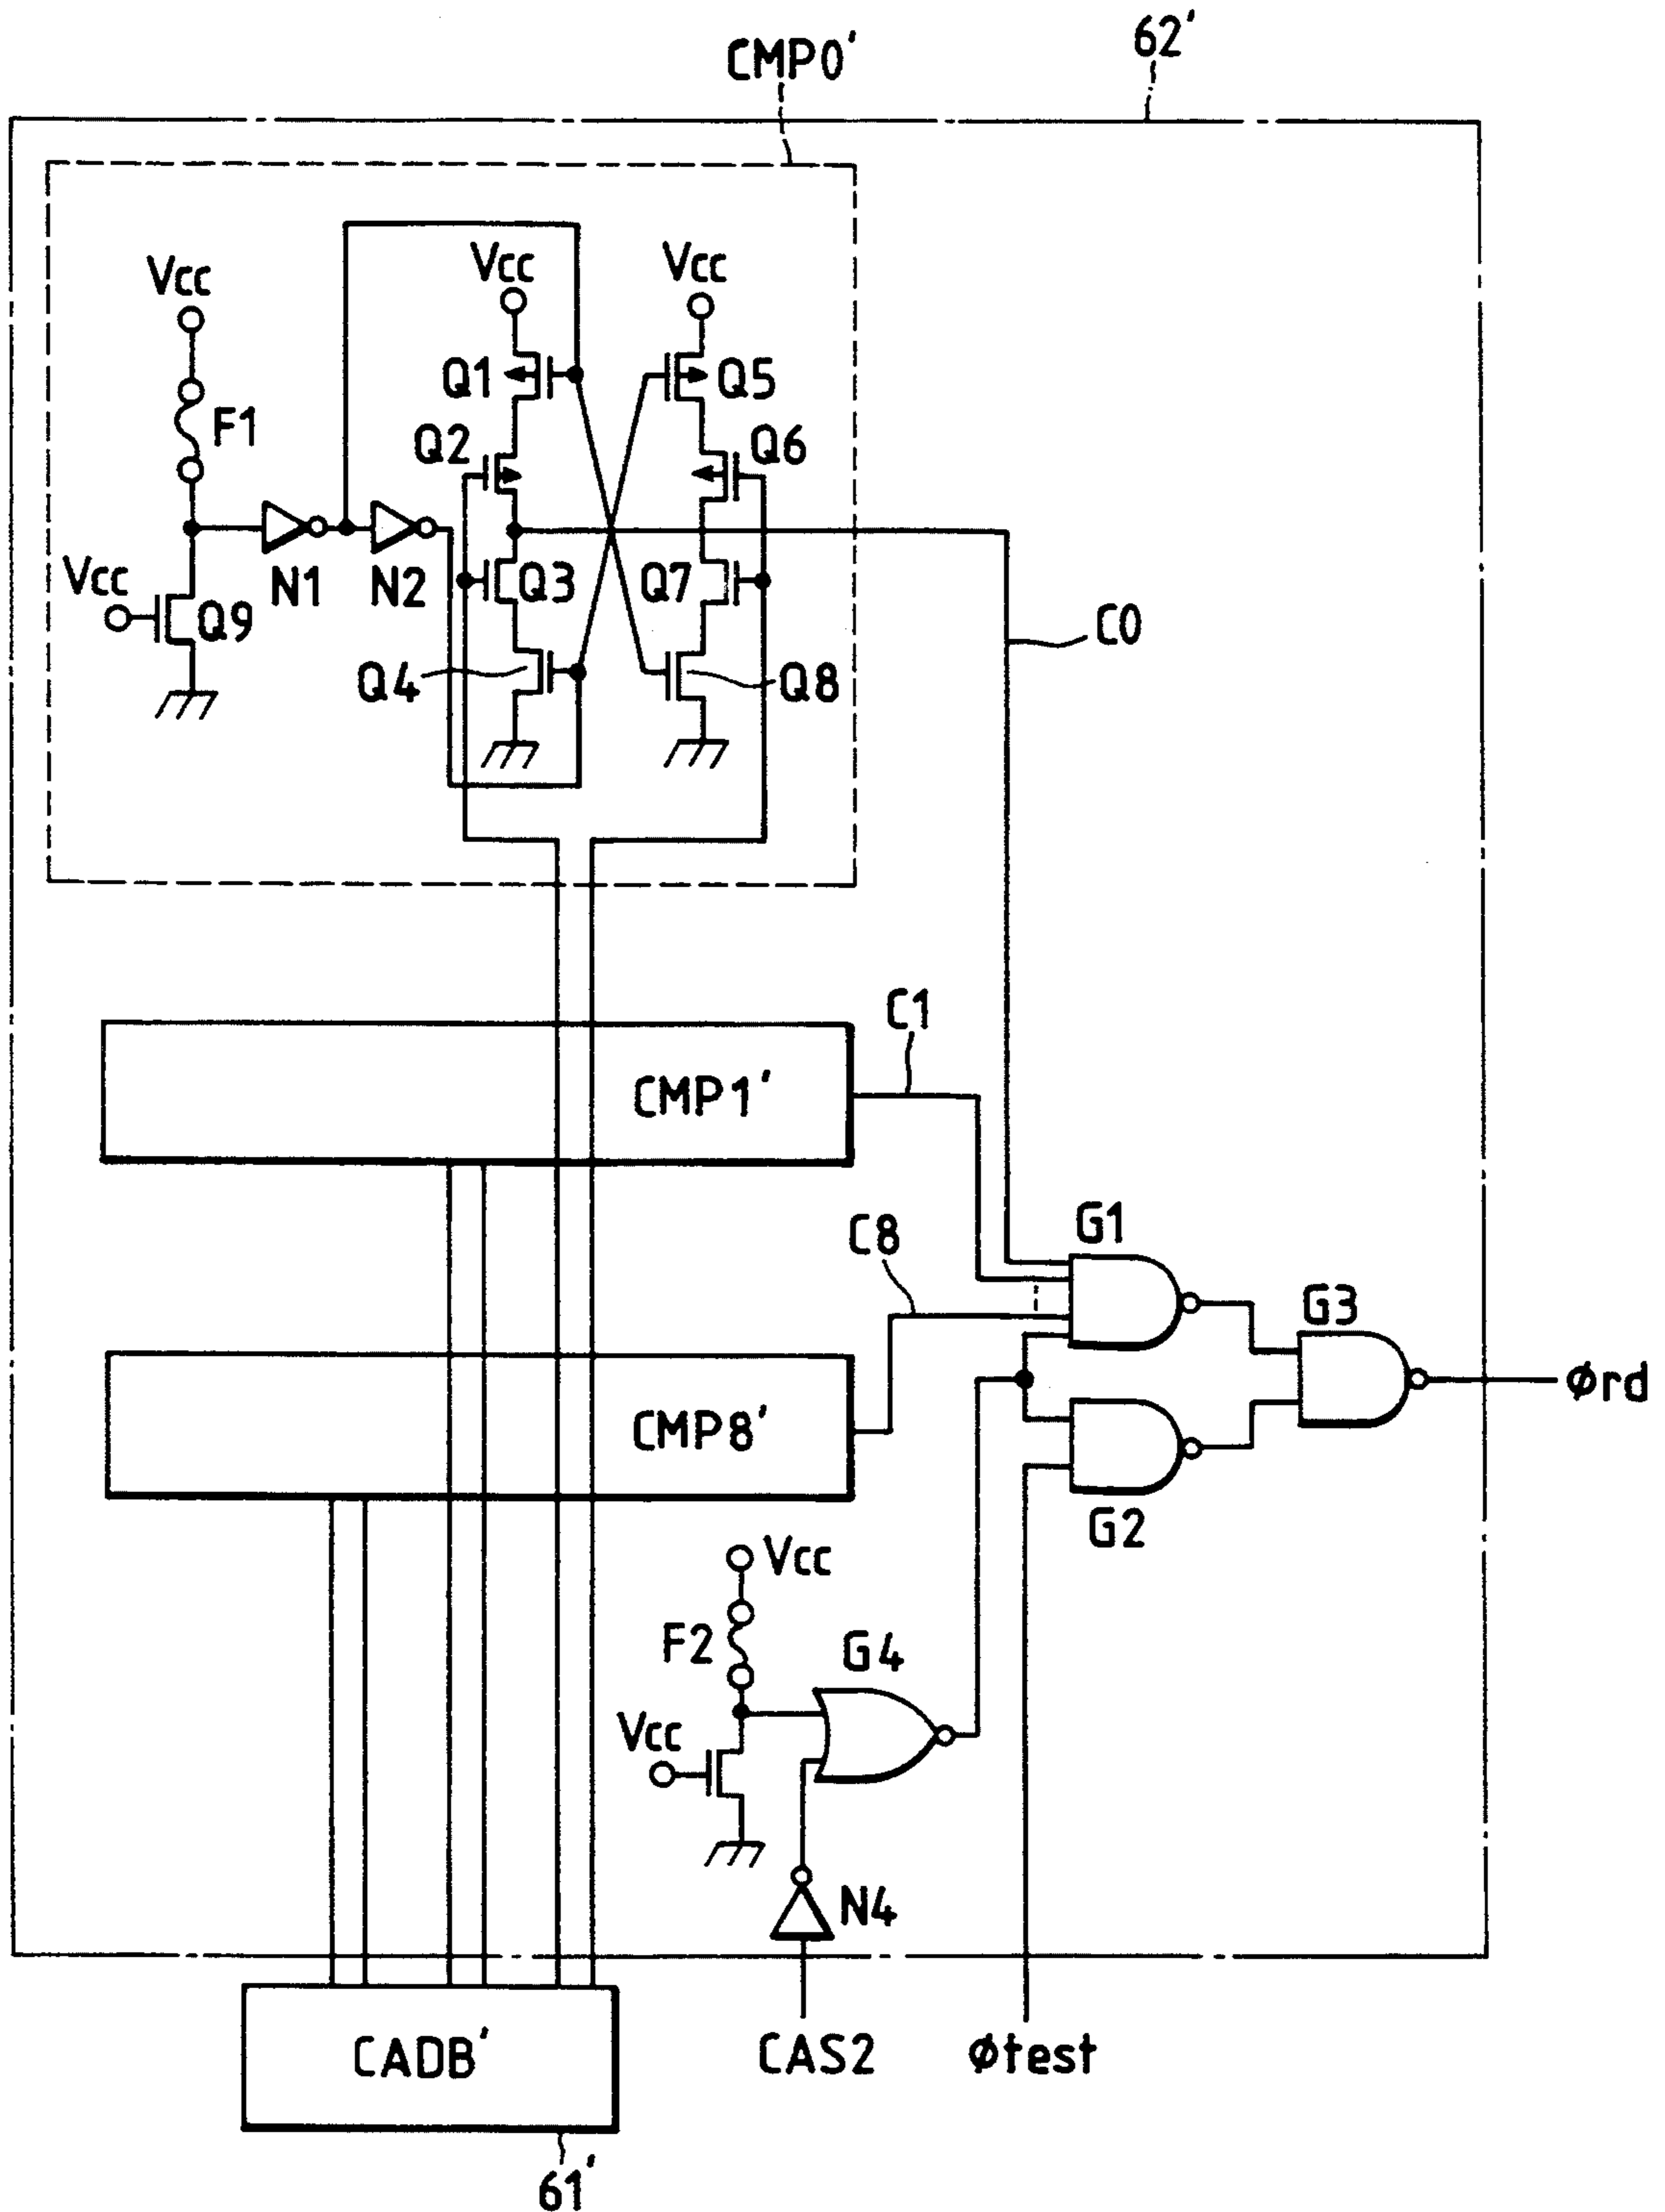 62'
CMP0'
Vcc
Vcc
Vcc
Q1
Q5
F1
Q2
Q6
Vcc
N1
N2
Q3
Q7
Q9
C0
Q4
Q8
C1
CMP1'
G1
C8
G3
φrd
CMP8'
G2
Vcc
F2
G4
Vcc
N4
CADB'
CAS2
φtest
61'